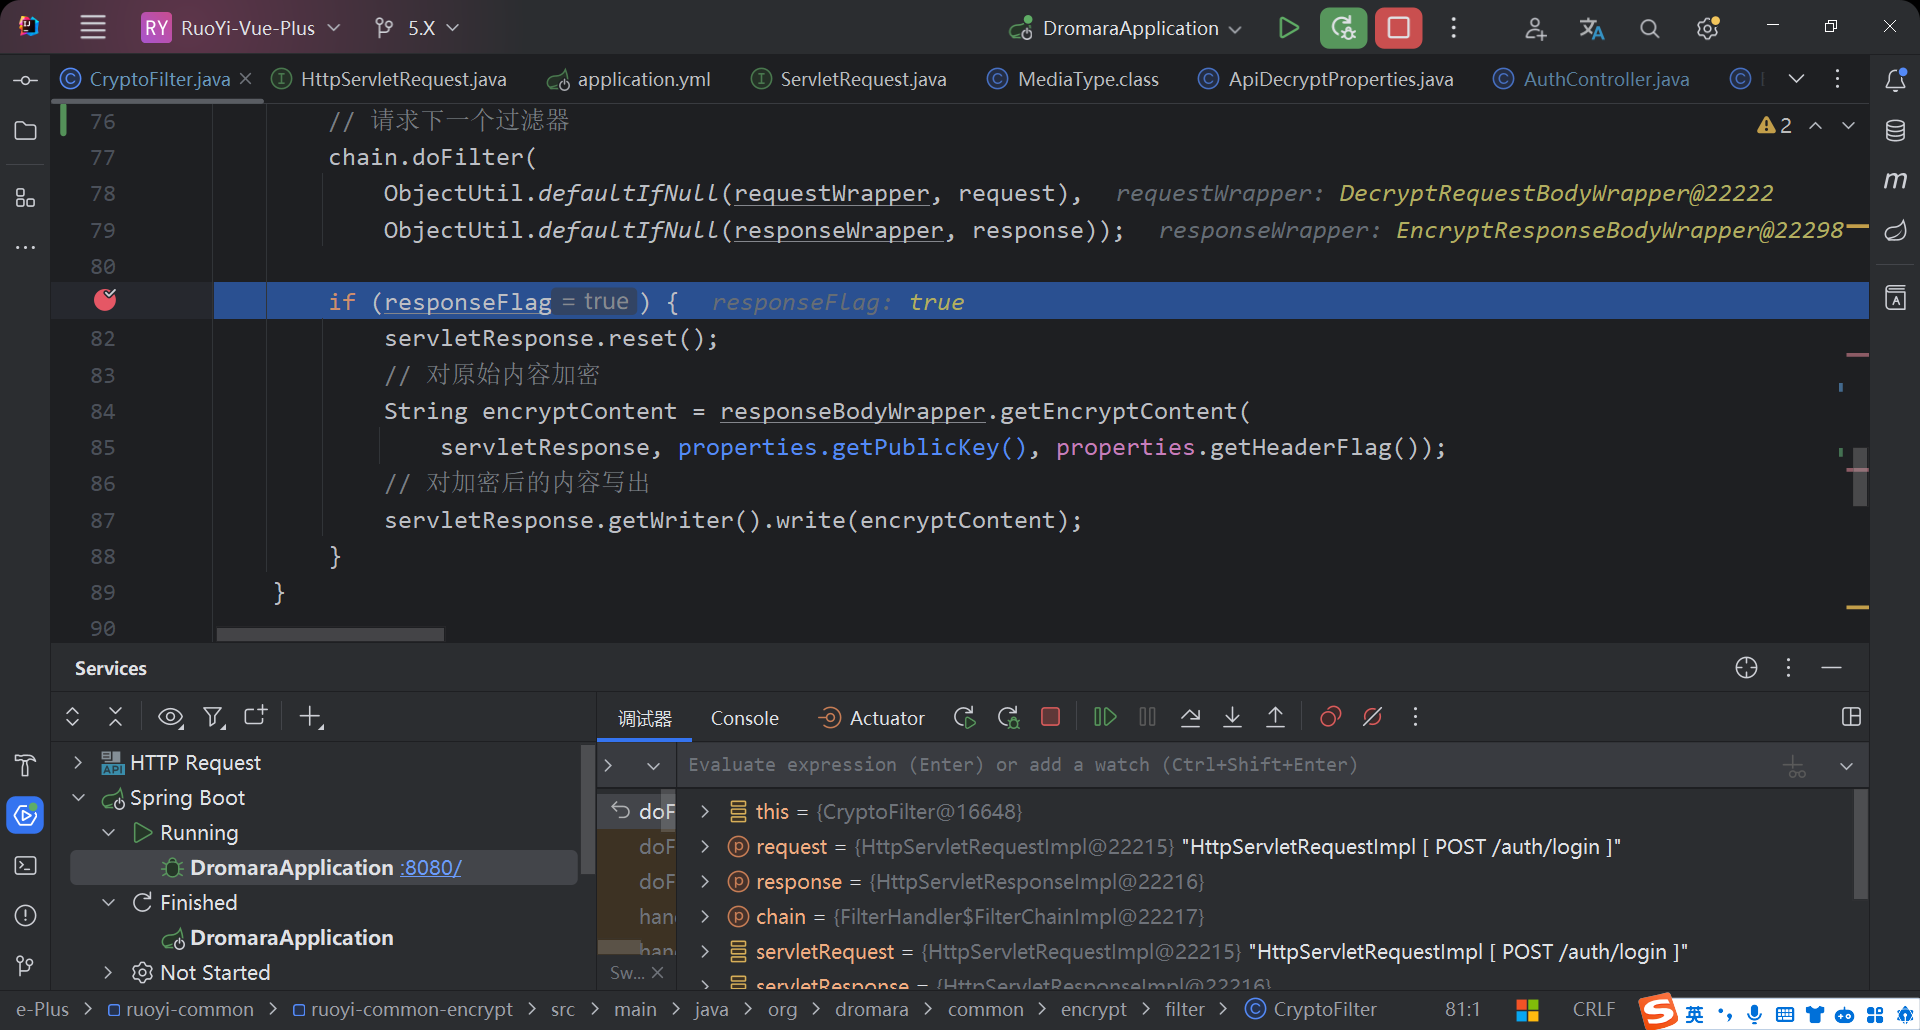 RY RuoYi-Vue-Plus 5.X DromaraApplication
CryptoFilter.java HttpServletRequest.java application.yml ServletRequest.java MediaType.class ApiDecryptProperties.java AuthController.java
76 // 请求下一个过滤器
2
77 chain.doFilter(
78 ObjectUtil.defaultIfNull(requestWrapper, request), requestWrapper: DecryptRequestBodyWrapper@22222
79 ObjectUtil.defaultIfNull(responseWrapper, response)); responseWrapper: EncryptResponseBodyWrapper@22298
80
if (responseFlag = true ) { responseFlag: true
82 servletResponse.reset();
83 // 对原始内容加密
84 String encryptContent = responseBodyWrapper.getEncryptContent(
85 servletResponse, properties.getPublicKey(), properties.getHeaderFlag());
86 // 对加密后的内容写出
87 servletResponse.getWriter().write(encryptContent);
88 }
89 }
90
Services
调试器 Console Actuator
HTTP Request
Spring Boot
Running
DromaraApplication :8080/
Finished
DromaraApplication
Not Started
Evaluate expression (Enter) or add a watch (Ctrl+Shift+Enter)
doF
doF
doF
han
han
Sw...
this = {CryptoFilter@16648}
request = {HttpServletRequestImpl@22215} "HttpServletRequestImpl [ POST /auth/login ]"
response = {HttpServletResponseImpl@22216}
chain = {FilterHandler$FilterChainImpl@22217}
servletRequest = {HttpServletRequestImpl@22215} "HttpServletRequestImpl [ POST /auth/login ]"
servletResponse = {HttpServletResponseImpl@22216}
e-Plus > ruoyi-common > ruoyi-common-encrypt > src > main > java > org > dromara > common > encrypt > filter > CryptoFilter 81:1 CRLF 英